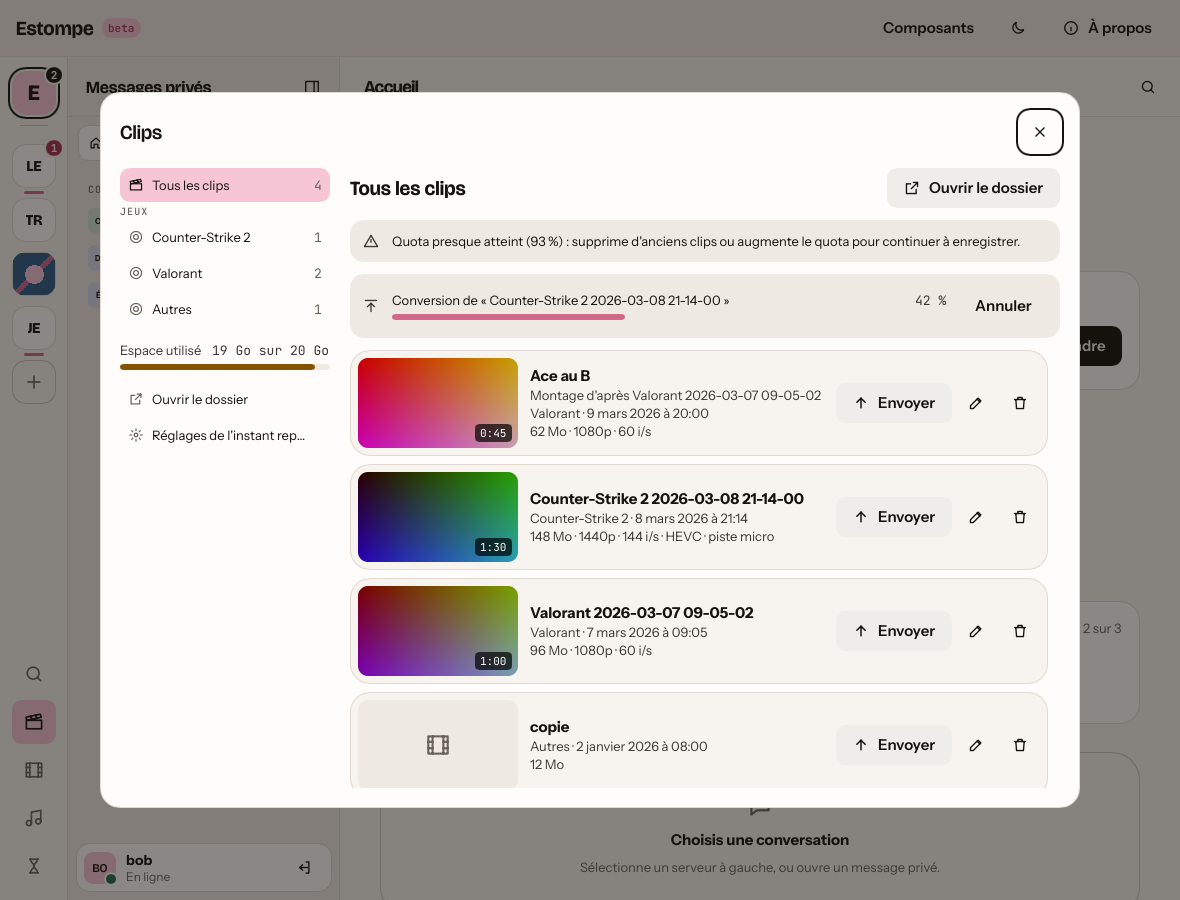 Estompe beta
Composants
À propos
E 2
Messages privés
Accueil
LE 1
TR
JE
Clips
Tous les clips 4
JEUX
Counter-Strike 2 1
Valorant 2
Autres 1
Espace utilisé 19 Go sur 20 Go
Ouvrir le dossier
Réglages de l'instant rep...
Tous les clips
Ouvrir le dossier
Quota presque atteint (93 %) : supprime d'anciens clips ou augmente le quota pour continuer à enregistrer.
Conversion de « Counter-Strike 2 2026-03-08 21-14-00 » 42 % Annuler
0:45
Ace au B
Montage d'après Valorant 2026-03-07 09-05-02
Valorant · 9 mars 2026 à 20:00
62 Mo · 1080p · 60 i/s
Envoyer
1:30
Counter-Strike 2 2026-03-08 21-14-00
Counter-Strike 2 · 8 mars 2026 à 21:14
148 Mo · 1440p · 144 i/s · HEVC · piste micro
Envoyer
1:00
Valorant 2026-03-07 09-05-02
Valorant · 7 mars 2026 à 09:05
96 Mo · 1080p · 60 i/s
Envoyer
copie
Autres · 2 janvier 2026 à 08:00
12 Mo
Envoyer
ndre
2 sur 3
Choisis une conversation
Sélectionne un serveur à gauche, ou ouvre un message privé.
BO bob
En ligne